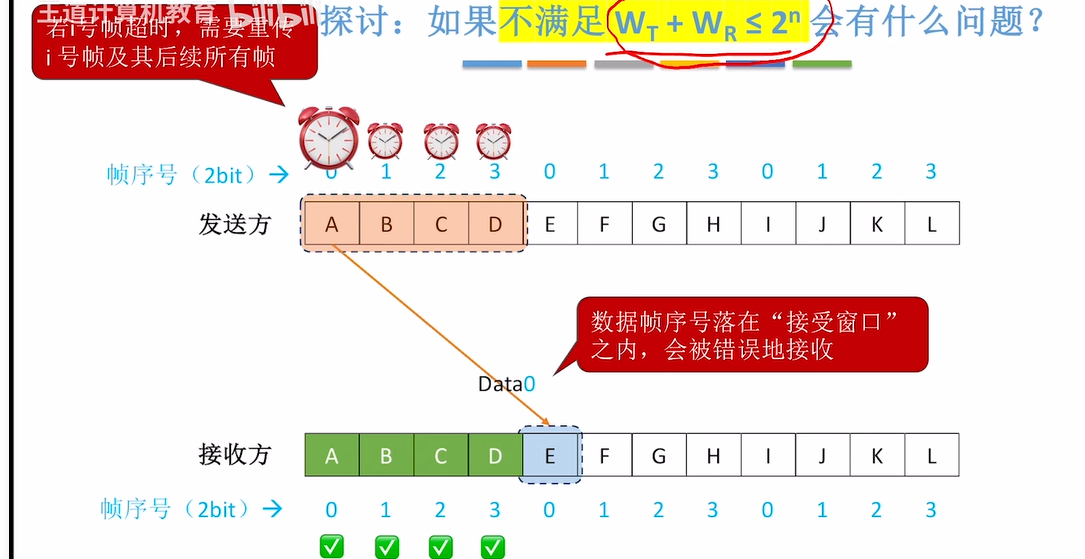 王道计算机教育 bilibili
探讨：如果不满足 W_T + W_R ≤ 2ⁿ 会有什么问题？
若i号帧超时，需要重传
i 号帧及其后续所有帧
帧序号（2bit）→ 0 1 2 3 0 1 2 3 0 1 2 3
发送方 A B C D E F G H I J K L
数据帧序号落在“接受窗口”
之内，会被错误地接收
Data0
接收方 A B C D E F G H I J K L
帧序号（2bit）→ 0 1 2 3 0 1 2 3 0 1 2 3